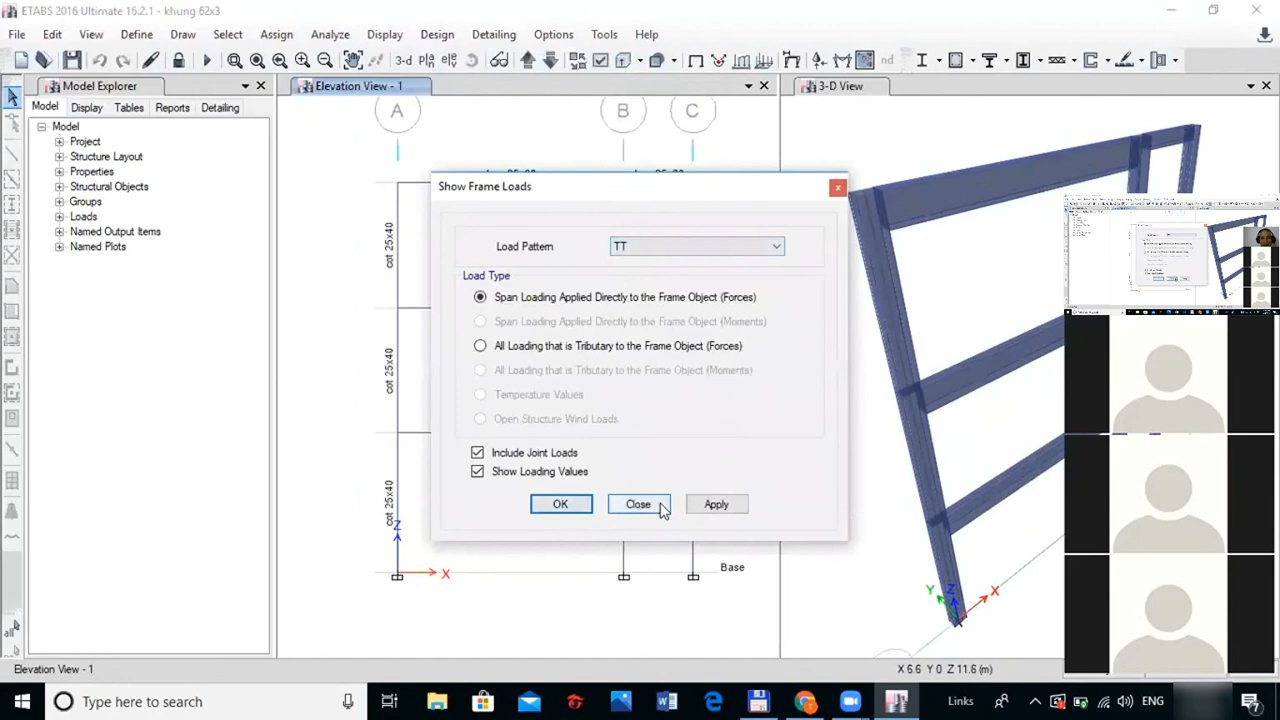 ETABS 2016 Ultimate 16.2.1 - khung 62x3
File Edit View Define Draw Select Assign Analyze Display Design Detailing Options Tools Help
3-d plạn elẹv nd
Model Explorer
Elevation View - 1
3-D View
Model Display Tables Reports Detailing
Model
Project
Structure Layout
Properties
Structural Objects
Groups
Loads
Named Output Items
Named Plots
A B C
cot 25x40
cot 25x40
cot 25x40
Z
X
Base
Show Frame Loads
Load Pattern TT
Load Type
Span Loading Applied Directly to the Frame Object (Forces)
Span Loading Applied Directly to the Frame Object (Moments)
All Loading that is Tributary to the Frame Object (Forces)
All Loading that is Tributary to the Frame Object (Moments)
Temperature Values
Open Structure Wind Loads
Include Joint Loads
Show Loading Values
OK Close Apply
Y Z X
all
Elevation View - 1
X 6.6 Y 0 Z 11.6 (m)
Type here to search
Links
ENG
7